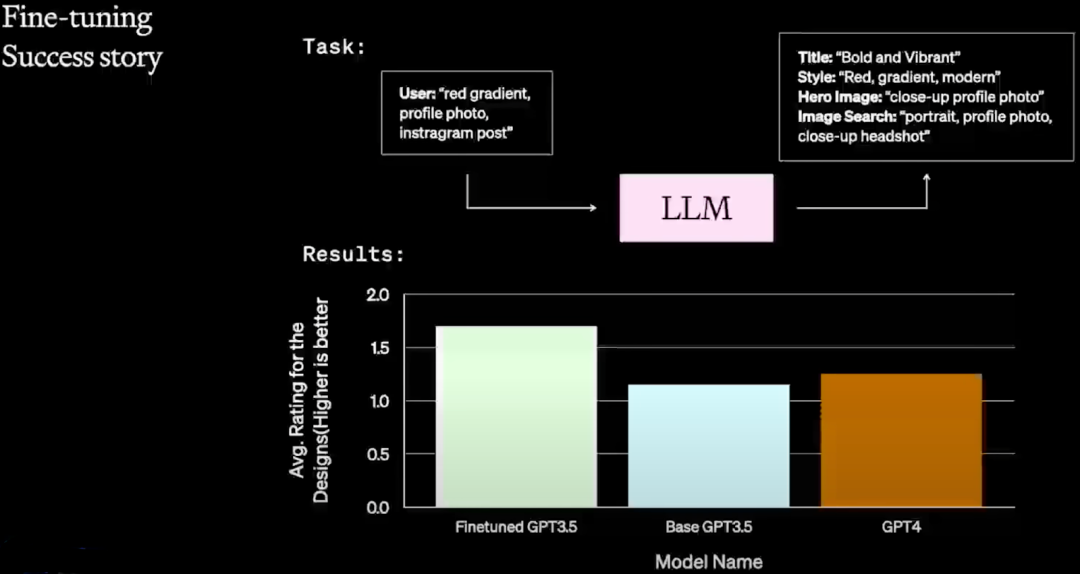 Fine-tuning
Success story
Task:
User: “red gradient,
profile photo,
instragram post”
LLM
Title: “Bold and Vibrant”
Style: “Red, gradient, modern”
Hero Image: “close-up profile photo”
Image Search: “portrait, profile photo,
close-up headshot”
Results:
Avg. Rating for the
Designs(Higher is better
2.0
1.5
1.0
0.5
0.0
Finetuned GPT3.5
Base GPT3.5
GPT4
Model Name